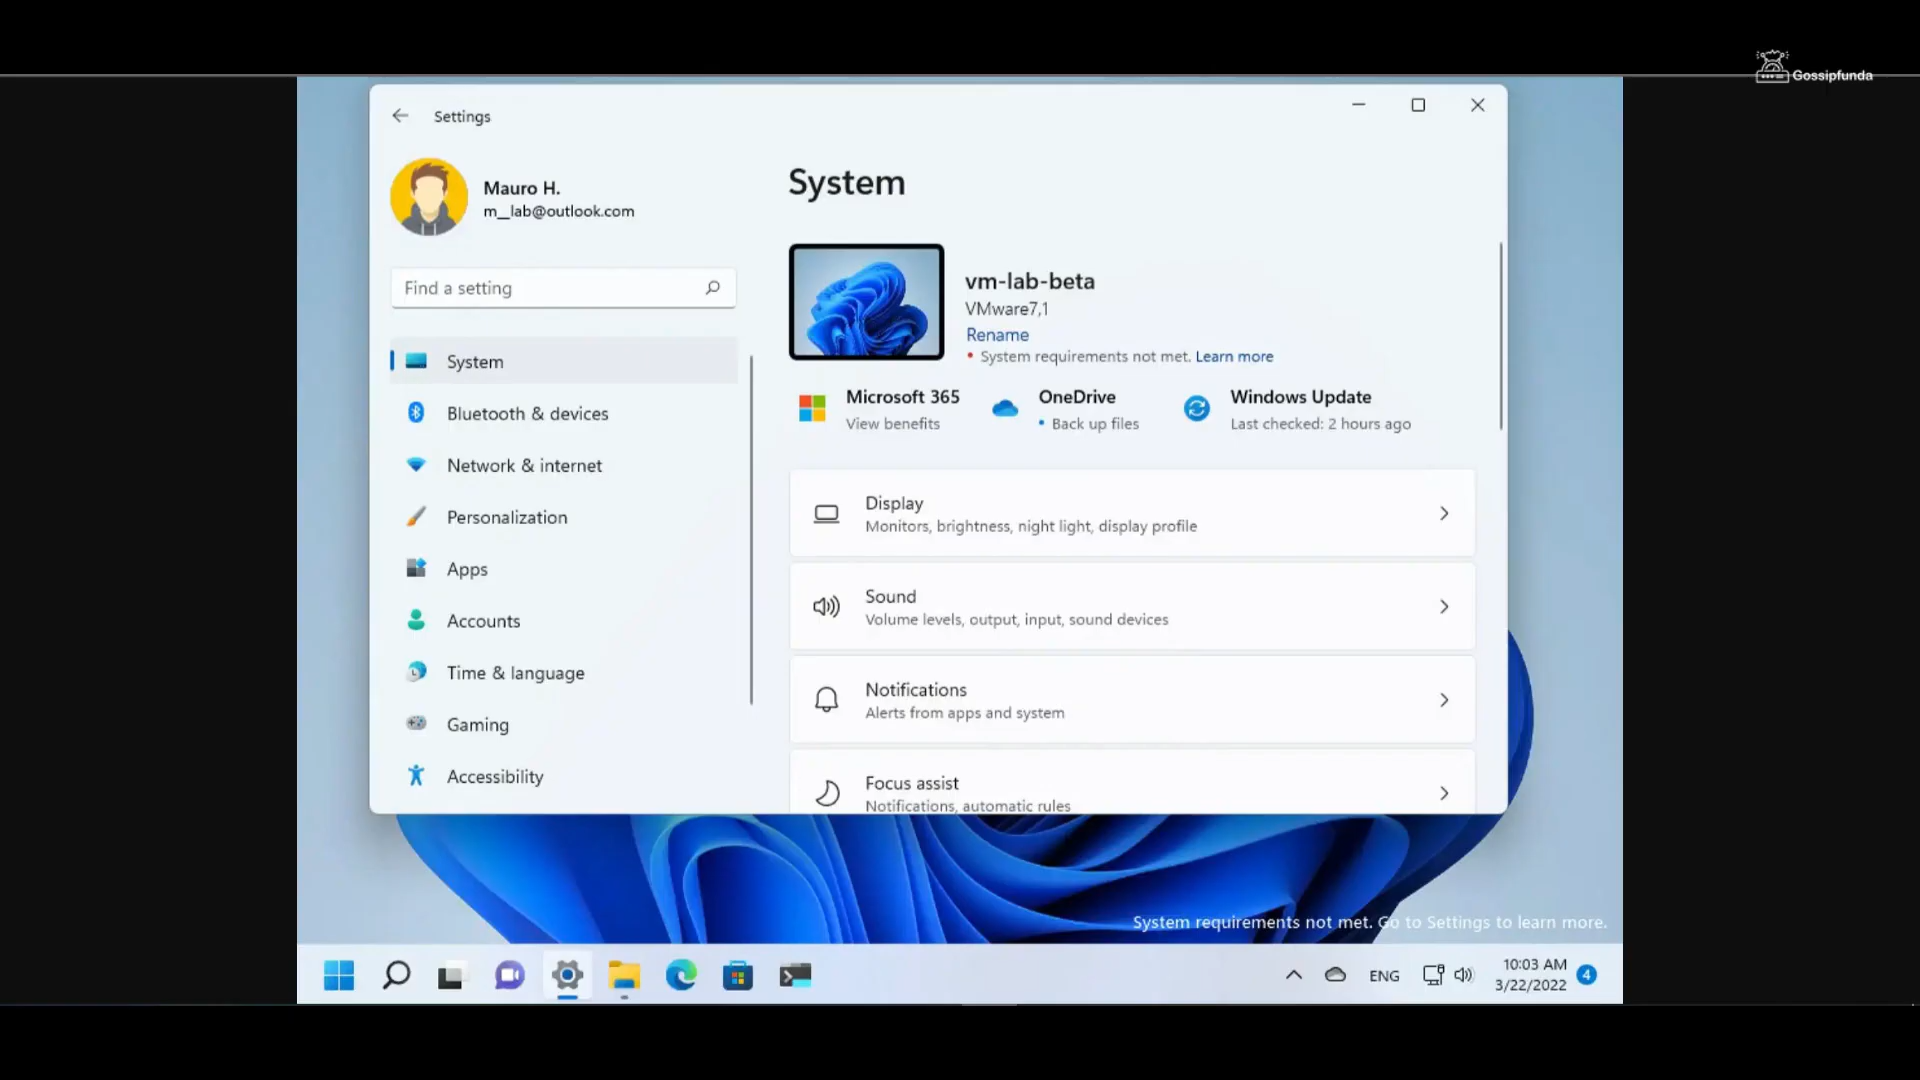 Gossipfunda
Settings
Mauro H.
m__lab@outlook.com
Find a setting
System
Bluetooth & devices
Network & internet
Personalization
Apps
Accounts
Time & language
Gaming
Accessibility
System
vm-lab-beta
VMware7,1
Rename
• System requirements not met. Learn more
Microsoft 365
View benefits
OneDrive
• Back up files
Windows Update
Last checked: 2 hours ago
Display
Monitors, brightness, night light, display profile
Sound
Volume levels, output, input, sound devices
Notifications
Alerts from apps and system
Focus assist
Notifications, automatic rules
System requirements not met. Go to Settings to learn more.
ENG
10:03 AM
3/22/2022
4